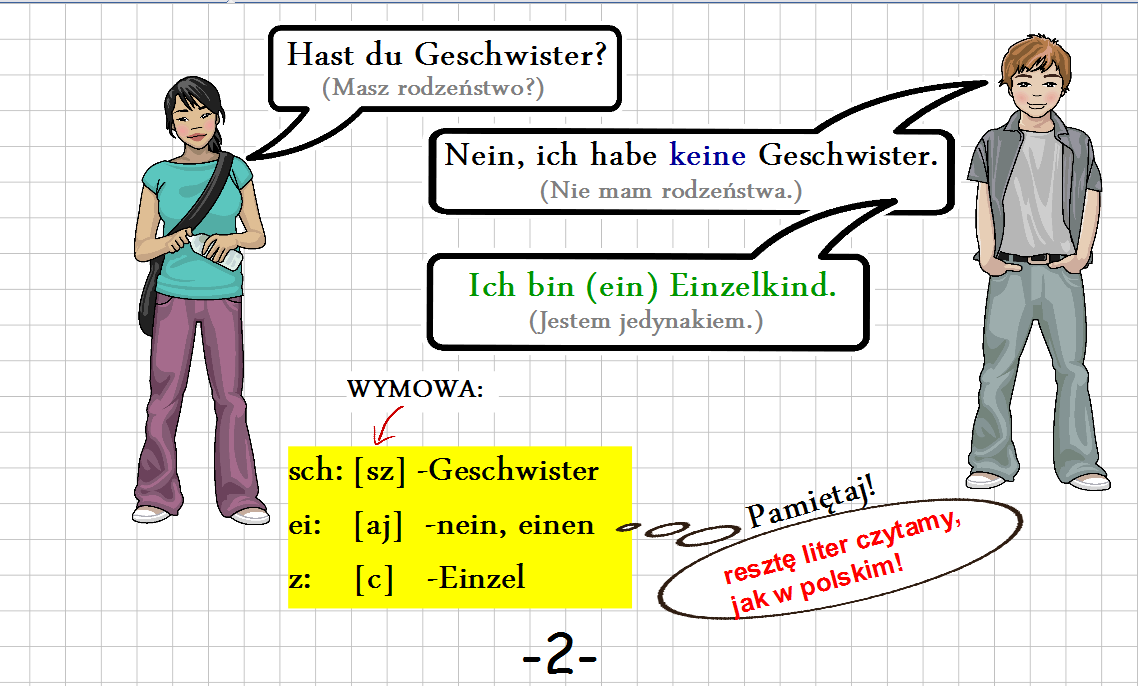 Hast du Geschwister?
(Masz rodzeństwo?)
Nein, ich habe keine Geschwister.
(Nie mam rodzeństwa.)
Ich bin (ein) Einzelkind.
(Jestem jedynakiem.)
WYMOWA:
sch: [sz] -Geschwister
ei: [aj] -nein, einen
z: [c] -Einzel
Pamiętaj!
resztę liter czytamy,
jak w polskim!
-2-